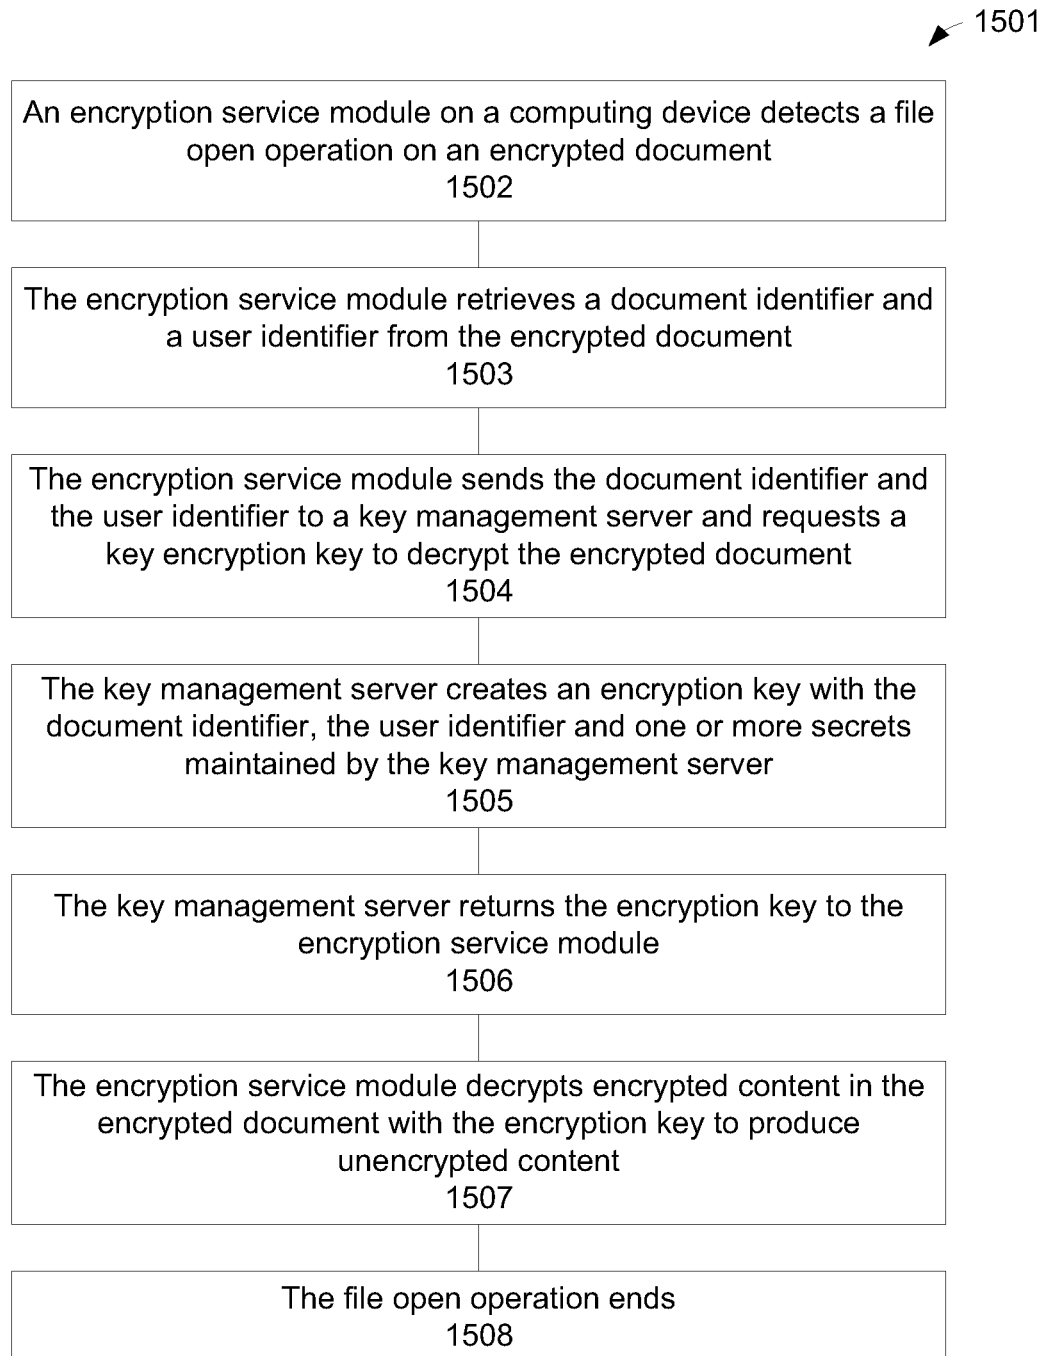 1501
An encryption service module on a computing device detects a file
open operation on an encrypted document
1502
The encryption service module retrieves a document identifier and
a user identifier from the encrypted document
1503
The encryption service module sends the document identifier and
the user identifier to a key management server and requests a
key encryption key to decrypt the encrypted document
1504
The key management server creates an encryption key with the
document identifier, the user identifier and one or more secrets
maintained by the key management server
1505
The key management server returns the encryption key to the
encryption service module
1506
The encryption service module decrypts encrypted content in the
encrypted document with the encryption key to produce
unencrypted content
1507
The file open operation ends
1508